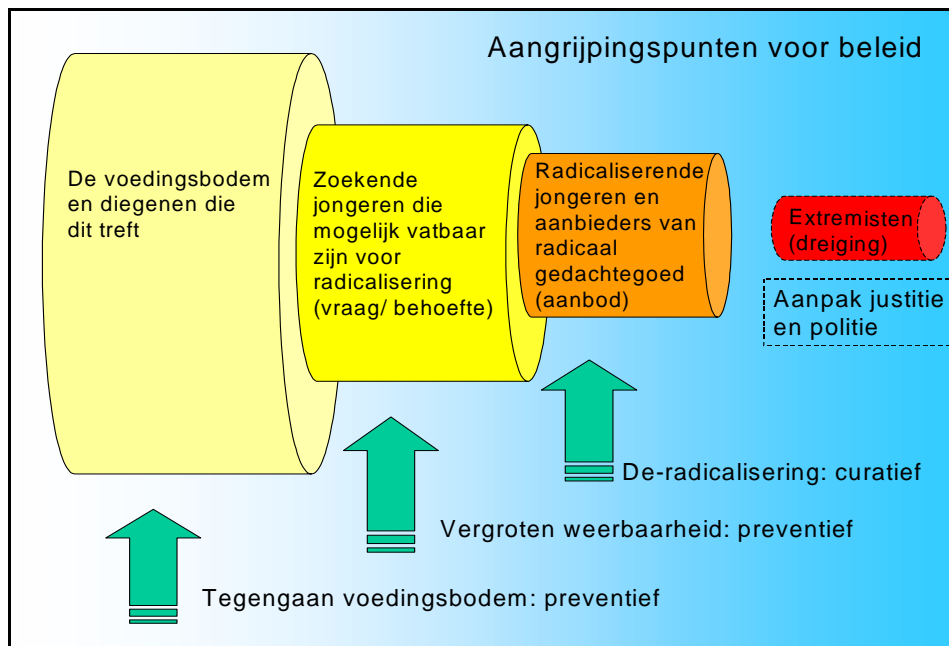 Aangrijpingspunten voor beleid
De voedingsbodem
en diegenen die
dit treft
Zoekende
jongeren die
mogelijk vatbaar
zijn voor
radicalisering
(vraag/ behoefte)
Radicaliserende
jongeren en
aanbieders van
radicaal
gedachtegoed
(aanbod)
Extremisten
(dreiging)
Aanpak justitie
en politie
De-radicalisering: curatief
Vergroten weerbaarheid: preventief
Tegengaan voedingsbodem: preventief